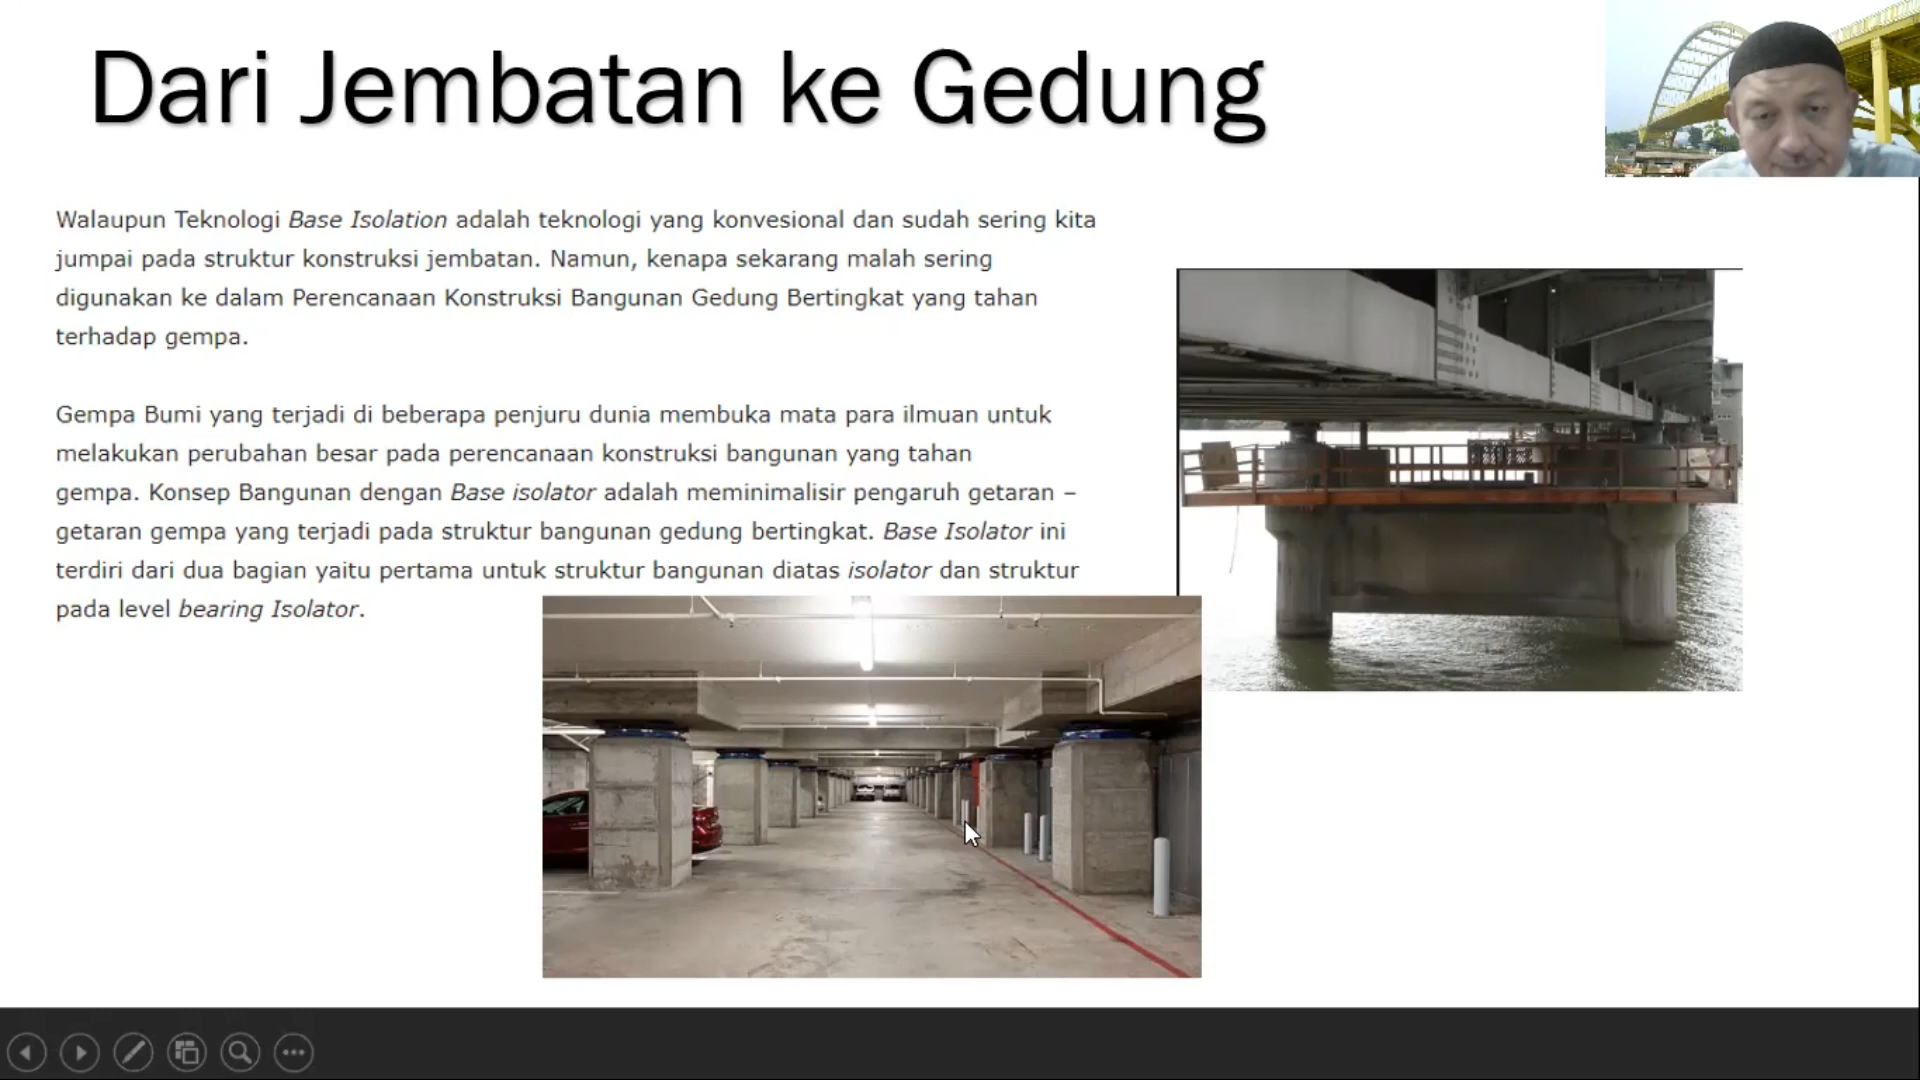 Dari Jembatan ke Gedung
Walaupun Teknologi Base Isolation adalah teknologi yang konvesional dan sudah sering kita
jumpai pada struktur konstruksi jembatan. Namun, kenapa sekarang malah sering
digunakan ke dalam Perencanaan Konstruksi Bangunan Gedung Bertingkat yang tahan
terhadap gempa.
Gempa Bumi yang terjadi di beberapa penjuru dunia membuka mata para ilmuan untuk
melakukan perubahan besar pada perencanaan konstruksi bangunan yang tahan
gempa. Konsep Bangunan dengan Base isolator adalah meminimalisir pengaruh getaran –
getaran gempa yang terjadi pada struktur bangunan gedung bertingkat. Base Isolator ini
terdiri dari dua bagian yaitu pertama untuk struktur bangunan diatas isolator dan struktur
pada level bearing Isolator.